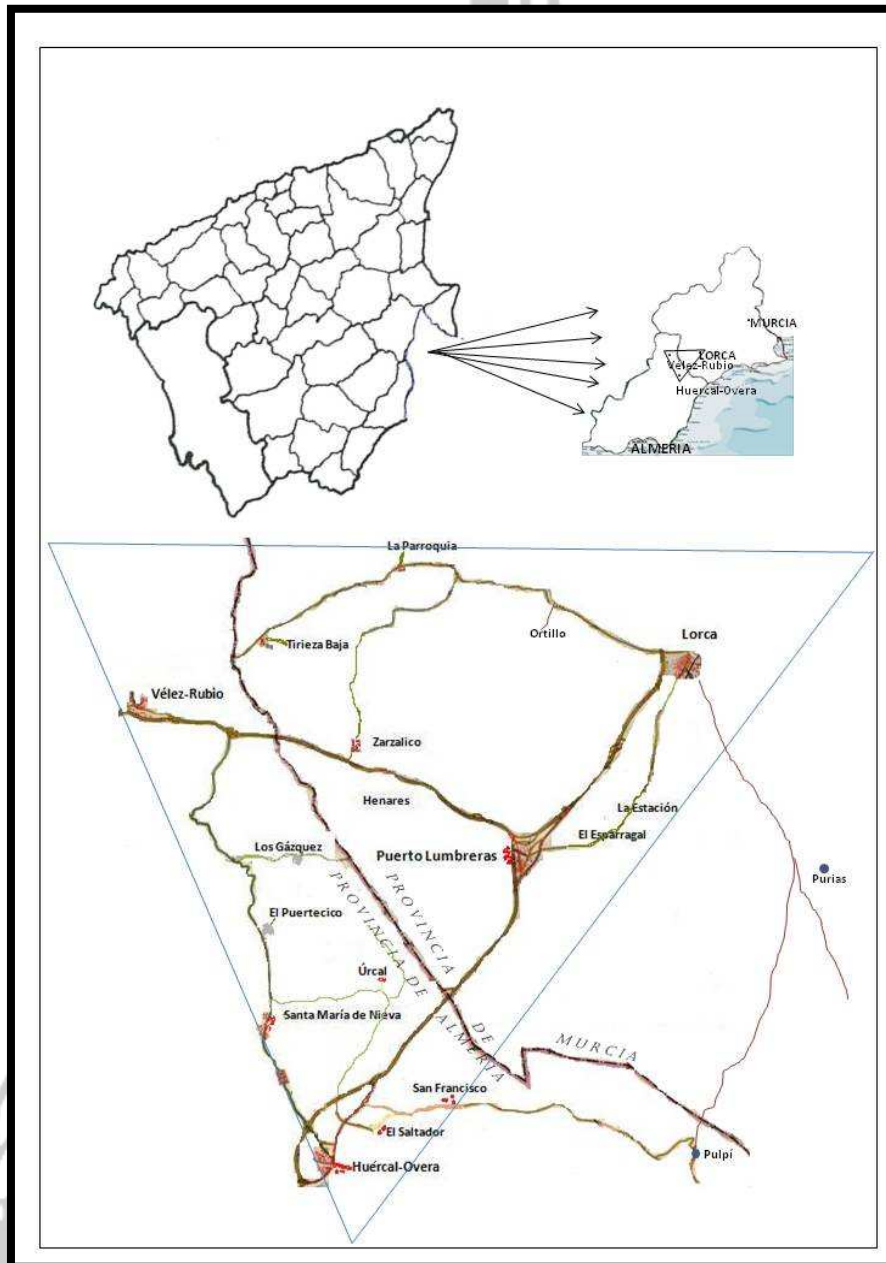 MURCIA
LORCA
Vélez-Rubio
Huercal-Overa
ALMERIA
La Parroquia
Ortillo
Lorca
Tirieza Baja
Vélez-Rubio
Zarzalico
Henares
La Estación
El Esparragal
Los Gázquez
Puerto Lumbreras
Purias
PROVINCIA DE MURCIA
PROVINCIA DE ALMERIA
El Puertecico
Úrcal
Santa María de Nieva
San Francisco
El Saltador
Pulpí
Huércal-Overa